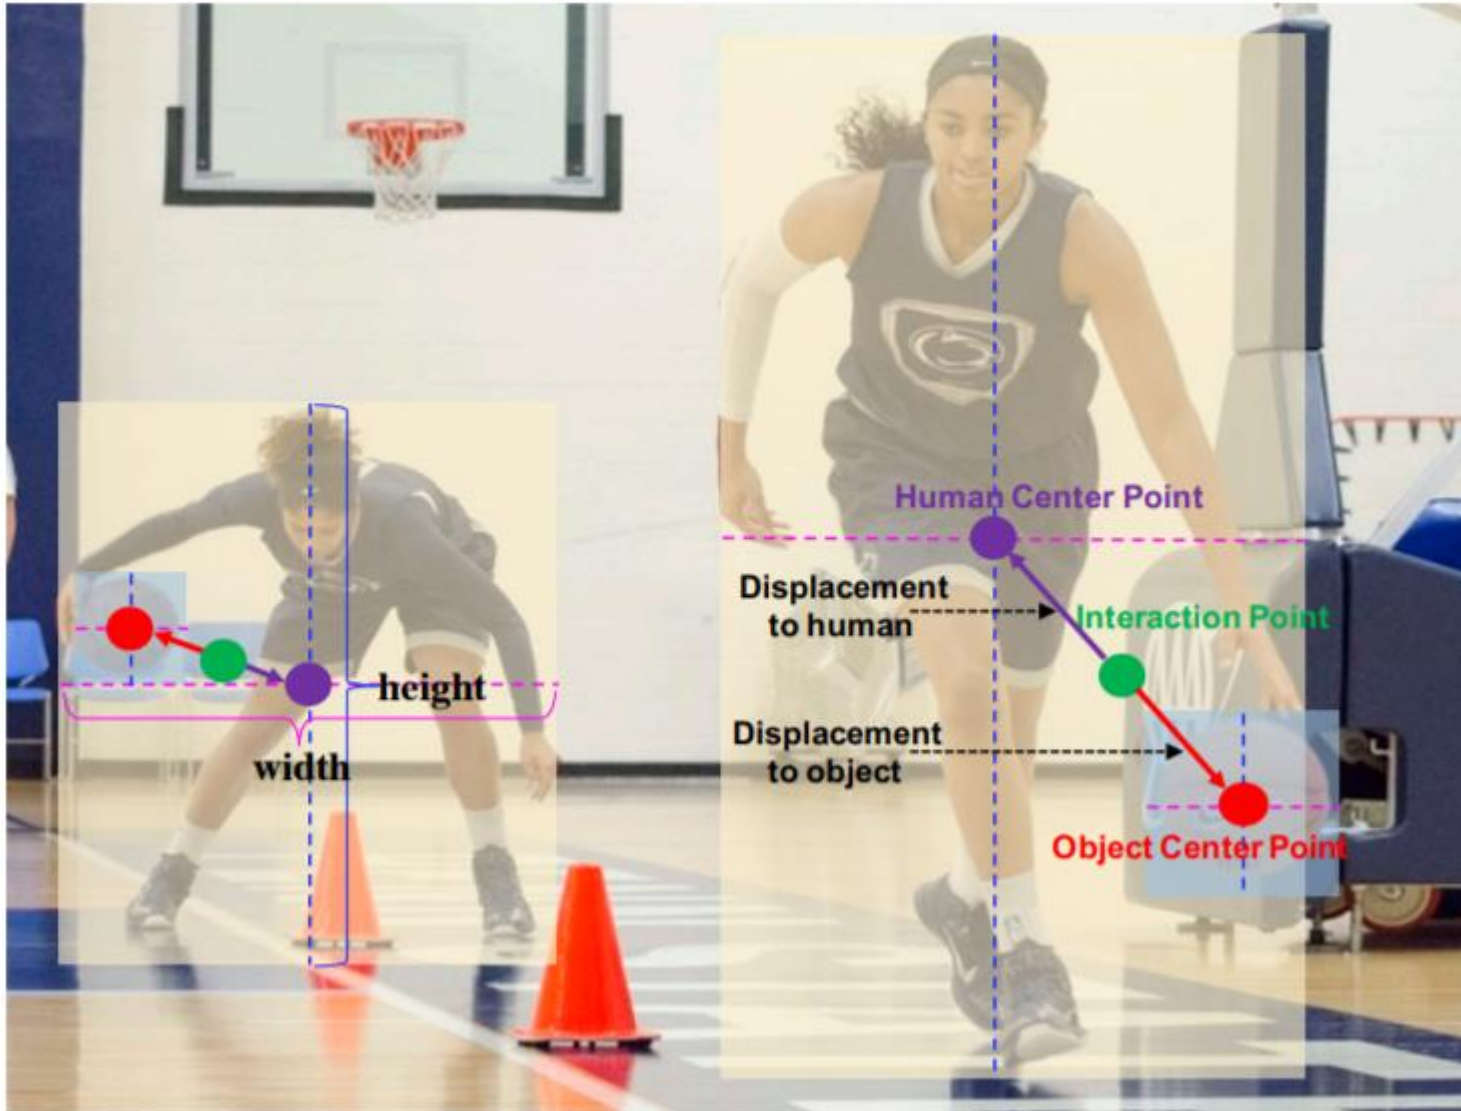 Human Center Point
Displacement
to human
Interaction Point
height
width
Displacement
to object
Object Center Point